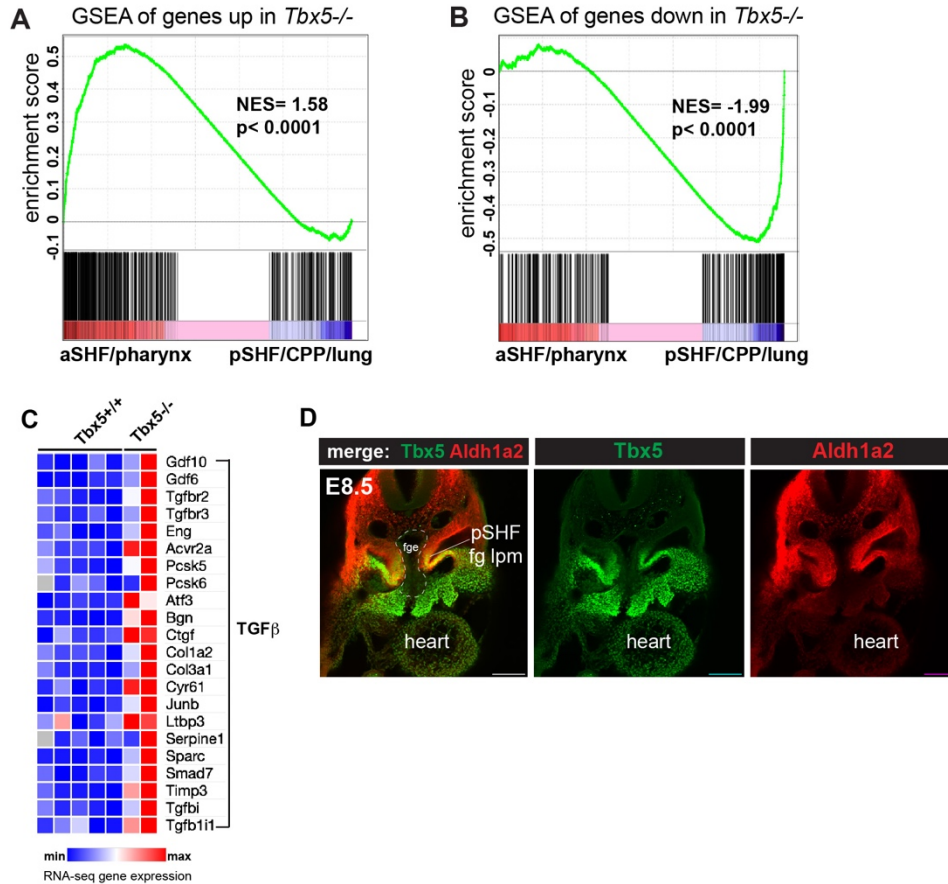 A
GSEA of genes up in Tbx5-/-
enrichment score
0.5
0.4
0.3
0.2
0.1
0
-0.1
NES= 1.58
p< 0.0001
aSHF/pharynx
pSHF/CPP/lung
B
GSEA of genes down in Tbx5-/-
enrichment score
0
-0.1
-0.2
-0.3
-0.4
-0.5
NES= -1.99
p< 0.0001
aSHF/pharynx
pSHF/CPP/lung
C
Tbx5+/+
Tbx5-/-
Gdf10
Gdf6
Tgfbr2
Tgfbr3
Eng
Acvr2a
Pcsk5
Pcsk6
Atf3
Bgn
Ctgf
Col1a2
Col3a1
Cyr61
Junb
Ltbp3
Serpine1
Sparc
Smad7
Timp3
Tgfbi
Tgfb1i1
TGFβ
min
max
RNA-seq gene expression
D
merge: Tbx5 Aldh1a2
Tbx5
Aldh1a2
E8.5
fge
pSHF
fg lpm
heart
heart
heart